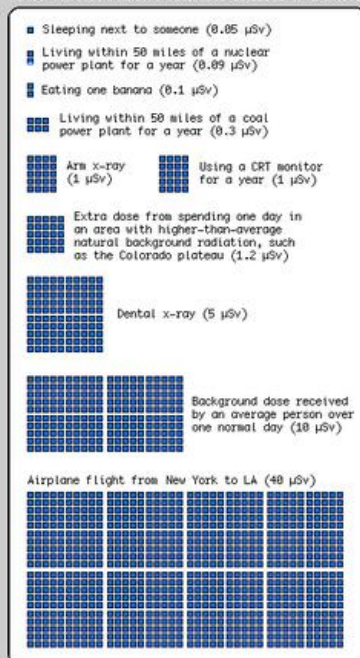 Sleeping next to someone (0.05 µSv)
Living within 50 miles of a nuclear
power plant for a year (0.09 µSv)
Eating one banana (0.1 µSv)
Living within 50 miles of a coal
power plant for a year (0.3 µSv)
Arm x-ray
(1 µSv)
Using a CRT monitor
for a year (1 µSv)
Extra dose from spending one day in
an area with higher-than-average
natural background radiation, such
as the Colorado plateau (1.2 µSv)
Dental x-ray (5 µSv)
Background dose received
by an average person over
one normal day (10 µSv)
Airplane flight from New York to LA (40 µSv)